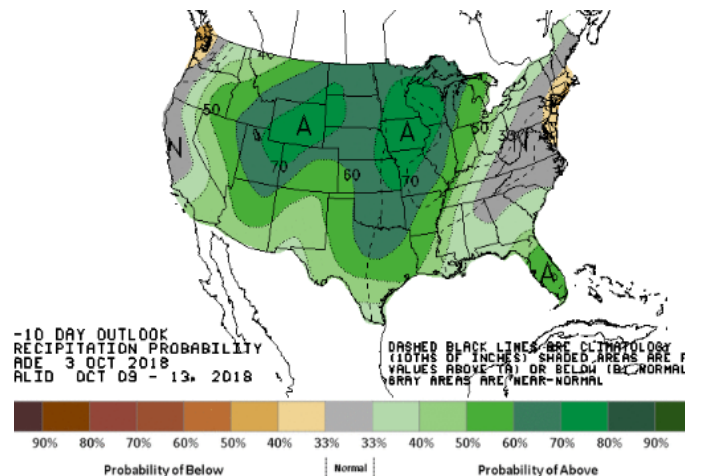 40
50
A
A
N
70
60
70
50
N
A
-10 DAY OUTLOOK
RECIPITATION PROBABILITY
ADE 3 OCT 2018
ALID OCT 09 - 13, 2018
DASHED BLACK LINES ARE CLIMATOLOGY
(10THS OF INCHES) SHADED AREAS ARE F
VALUES ABOVE (A) OR BELOW (B) NORMAL
GRAY AREAS ARE NEAR-NORMAL
90% 80% 70% 60% 50% 40% 33% 33% 40% 50% 60% 70% 80% 90%
Probability of Below Normal Probability of Above